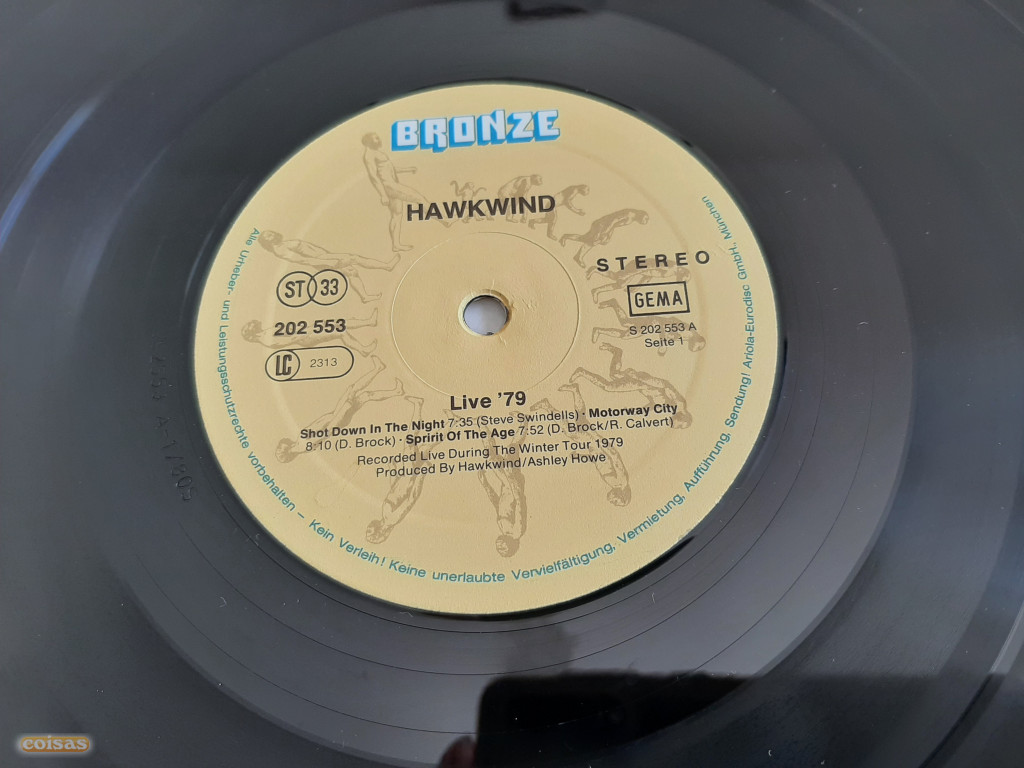 BRONZE
HAWKWIND
STEREO
ST 33
GEMA
202 553
S 202 553 A
Seite 1
LC 2313
Live '79
Shot Down In The Night 7:35 (Steve Swindells) · Motorway City
8:10 (D. Brock) · Spririt Of The Age 7:52 (D. Brock/R. Calvert)
Recorded Live During The Winter Tour 1979
Produced By Hawkwind/Ashley Howe
Alle Urheber- und Leistungsschutzrechte vorbehalten – Kein Verleih! Keine unerlaubte Vervielfältigung, Vermietung, Aufführung, Sendung! Ariola-Eurodisc GmbH, München
coisas